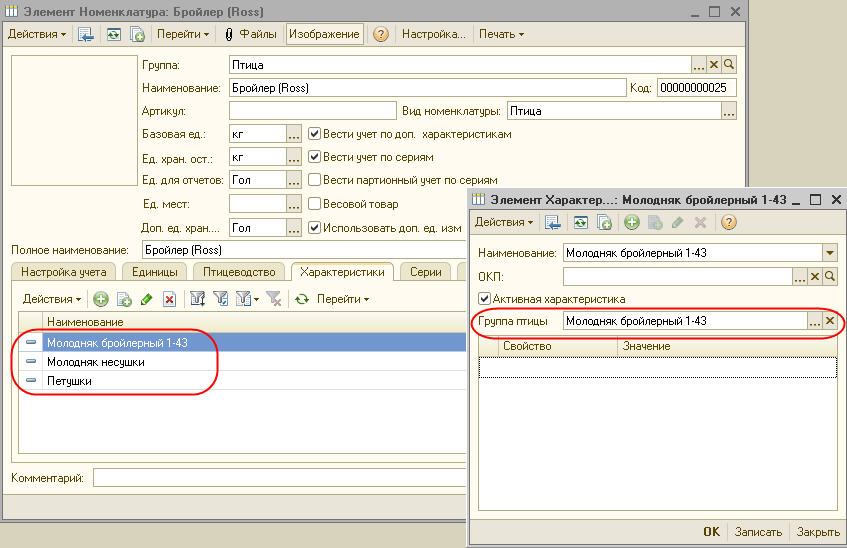 Элемент Номенклатура: Бройлер (Ross)
Действия Перейти Файлы Изображение Настройка... Печать
Группа: Птица
Наименование: Бройлер (Ross) Код: 00000000025
Артикул: Вид номенклатуры: Птица
Базовая ед.: кг Вести учет по доп. характеристикам
Ед. хран. ост.: кг Вести учет по сериям
Ед. для отчетов: Гол Вести партионный учет по сериям
Ед. мест: Весовой товар
Доп. ед. хран.... Гол Использовать доп. ед. изм
Полное наименование: Бройлер (Ross)
Настройка учета Единицы Птицеводство Характеристики Серии
Действия Перейти
Наименование
Молодняк бройлерный 1-43
Молодняк несушки
Петушки
Комментарий:
Элемент Характер...: Молодняк бройлерный 1-43
Действия
Наименование: Молодняк бройлерный 1-43
ОКП:
Активная характеристика
Группа птицы Молодняк бройлерный 1-43
Свойство Значение
OK Записать Закрыть